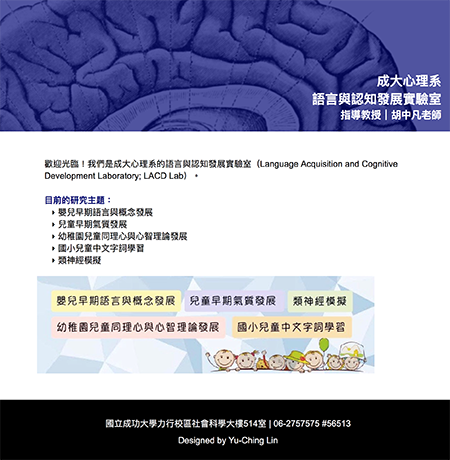 成大心理系
語言與認知發展實驗室
指導教授｜胡中凡老師
歡迎光臨！我們是成大心理系的語言與認知發展實驗室（Language Acquisition and Cognitive
Development Laboratory; LACD Lab）。
目前的研究主題：
嬰兒早期語言與概念發展
兒童早期氣質發展
幼稚園兒童同理心與心智理論發展
國小兒童中文字詞學習
類神經模擬
嬰兒早期語言與概念發展 兒童早期氣質發展 類神經模擬
幼稚園兒童同理心與心智理論發展 國小兒童中文字詞學習
國立成功大學力行校區社會科學大樓514室 | 06-2757575 #56513
Designed by Yu-Ching Lin